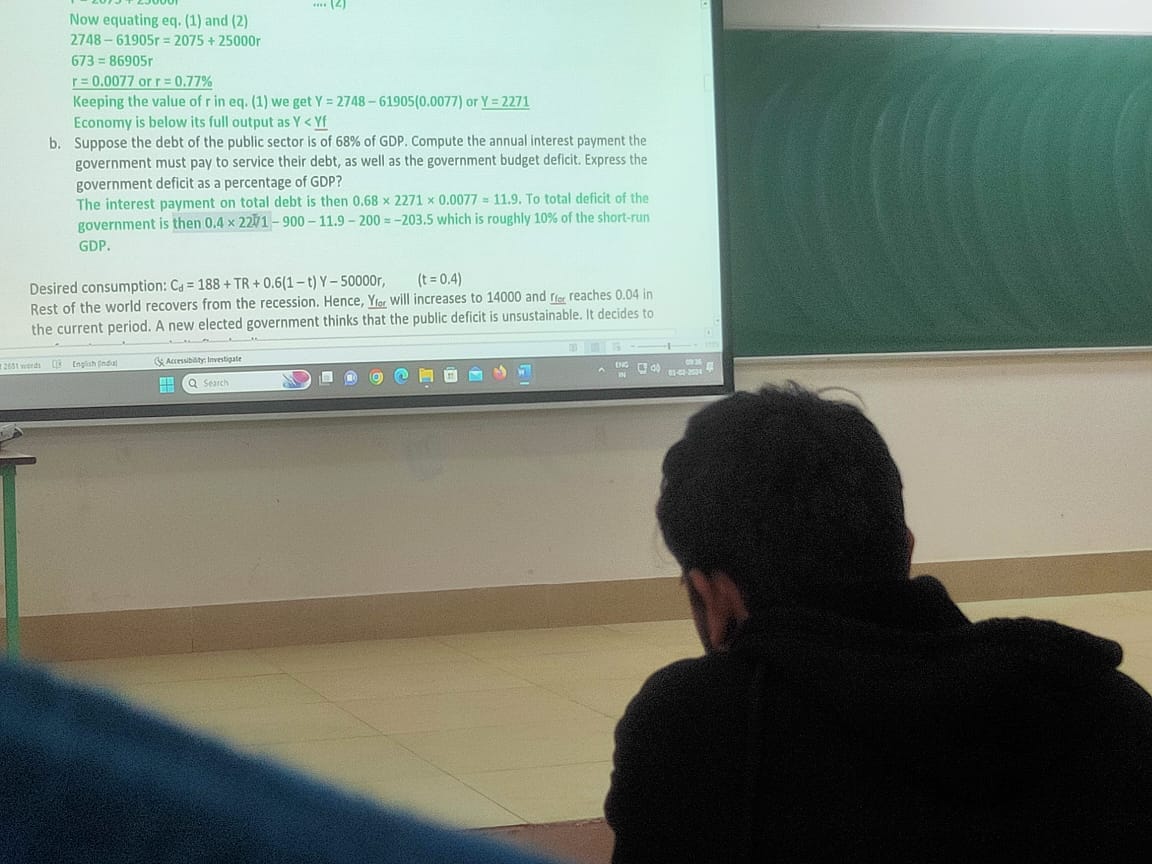 .... (2)
Now equating eq. (1) and (2)
2748 – 61905r = 2075 + 25000r
673 = 86905r
r = 0.0077 or r = 0.77%
Keeping the value of r in eq. (1) we get Y = 2748 – 61905(0.0077) or Y = 2271
Economy is below its full output as Y < Yf
b. Suppose the debt of the public sector is of 68% of GDP. Compute the annual interest payment the
government must pay to service their debt, as well as the government budget deficit. Express the
government deficit as a percentage of GDP?
The interest payment on total debt is then 0.68 × 2271 × 0.0077 = 11.9. To total deficit of the
government is then 0.4 × 2271 – 900 – 11.9 – 200 = –203.5 which is roughly 10% of the short-run
GDP.
Desired consumption: Cd = 188 + TR + 0.6(1 – t) Y – 50000r, (t = 0.4)
Rest of the world recovers from the recession. Hence, Yfor will increases to 14000 and rfor reaches 0.04 in
the current period. A new elected government thinks that the public deficit is unsustainable. It decides to
2651 words English (India) Accessibility: Investigate
Search
ENG
IN
09:36
01-02-2024